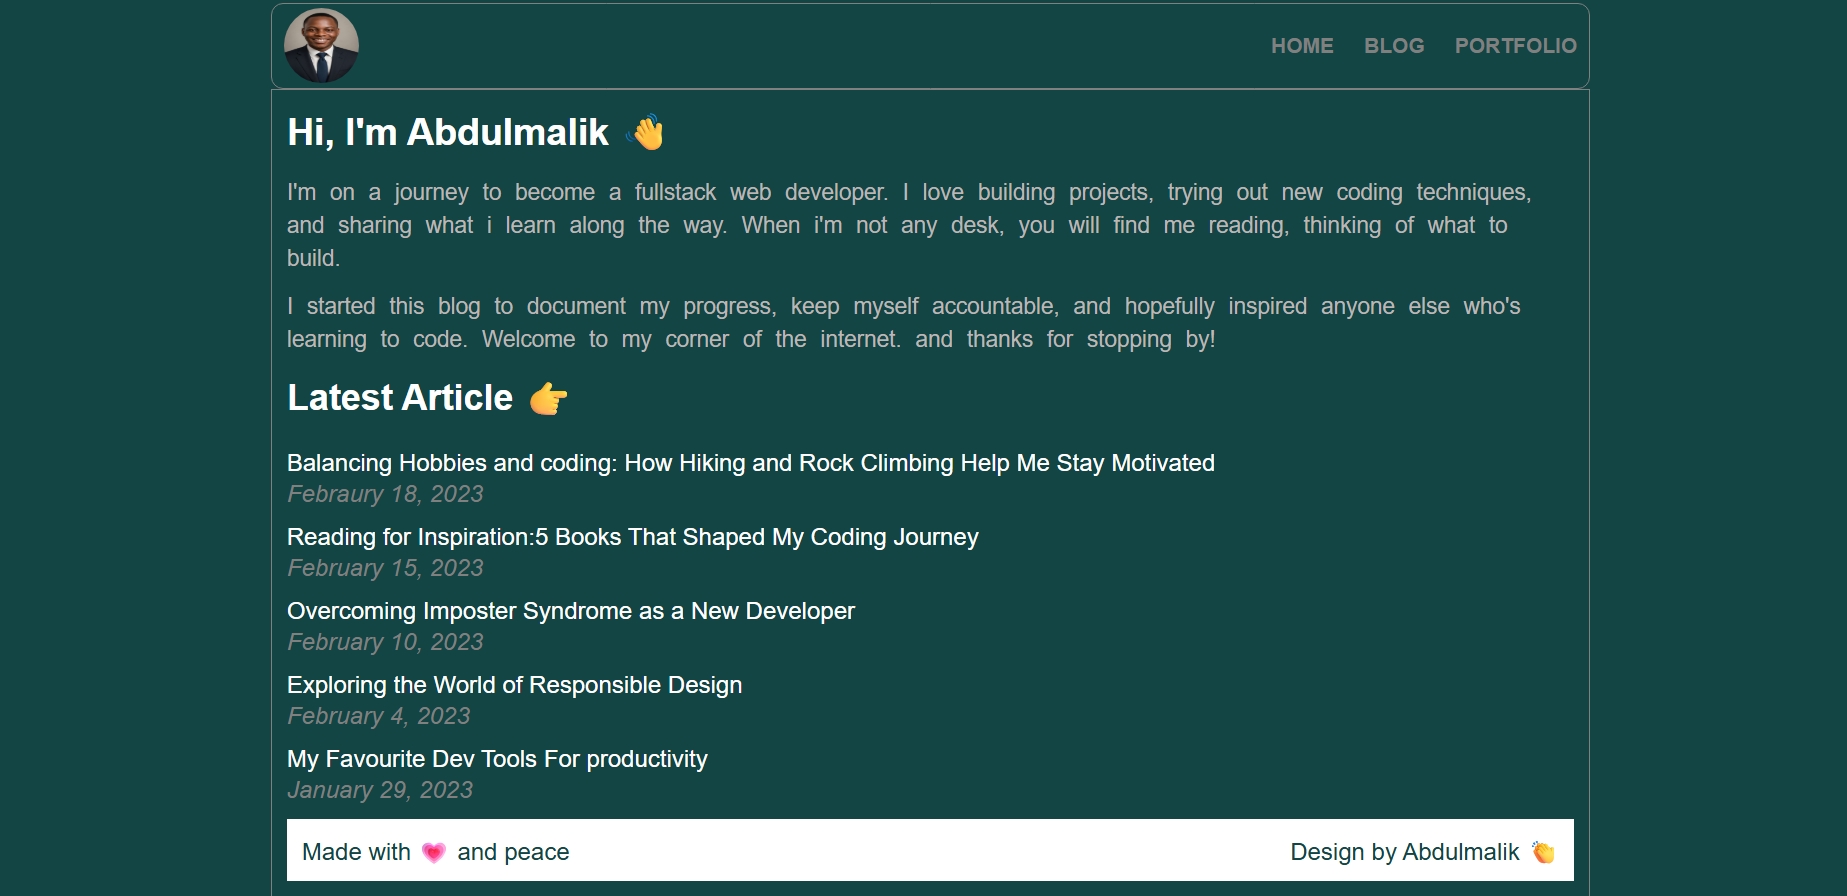 HOME BLOG PORTFOLIO
Hi, I'm Abdulmalik 👋
I'm on a journey to become a fullstack web developer. I love building projects, trying out new coding techniques,
and sharing what i learn along the way. When i'm not any desk, you will find me reading, thinking of what to
build.
I started this blog to document my progress, keep myself accountable, and hopefully inspired anyone else who's
learning to code. Welcome to my corner of the internet. and thanks for stopping by!
Latest Article 👉
Balancing Hobbies and coding: How Hiking and Rock Climbing Help Me Stay Motivated
Febraury 18, 2023
Reading for Inspiration:5 Books That Shaped My Coding Journey
February 15, 2023
Overcoming Imposter Syndrome as a New Developer
February 10, 2023
Exploring the World of Responsible Design
February 4, 2023
My Favourite Dev Tools For productivity
January 29, 2023
Made with 💗 and peace
Design by Abdulmalik 👏